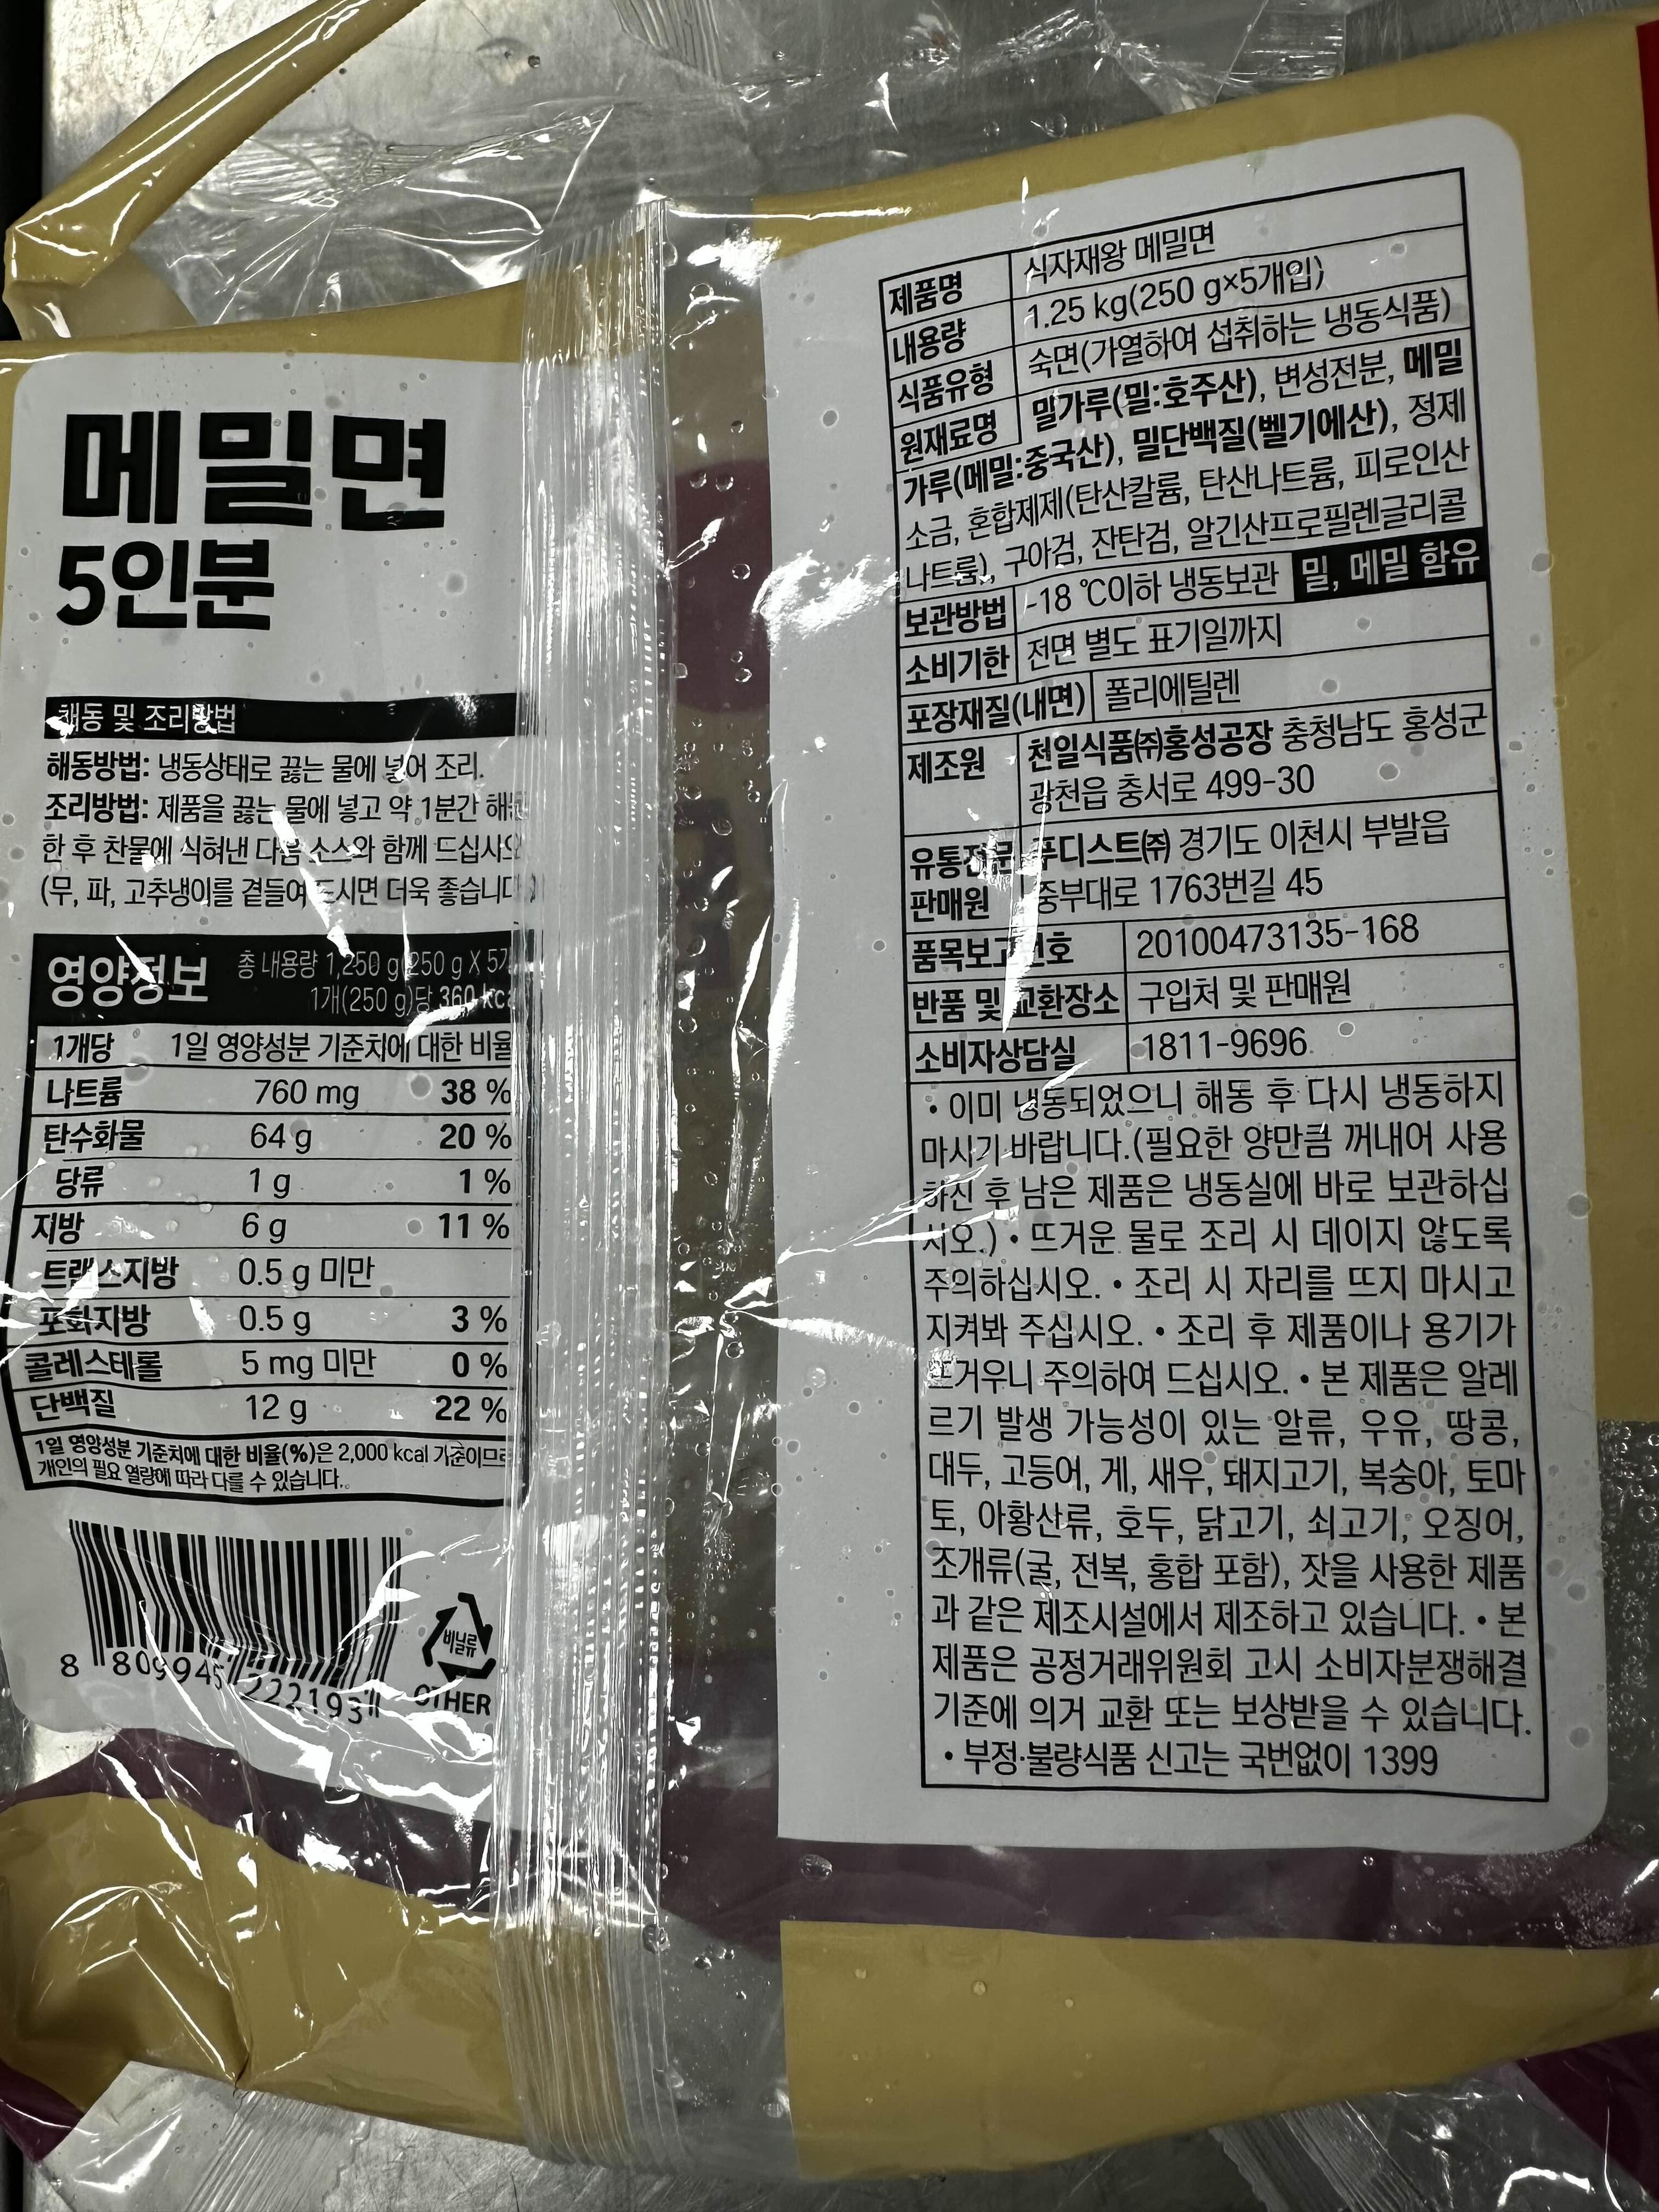 메밀면
5인분
해동 및 조리방법
해동방법: 냉동상태로 끓는 물에 넣어 조리.
조리방법: 제품을 끓는 물에 넣고 약 1분간
한 후 찬물에 식혀낸 다음 소스와 함께 드십시오
(무, 파, 고추냉이를 곁들여 드시면 더욱 좋습니다
영양정보 총 내용량 1,250 g(250 g X 5개
1개(250 g)당 360 kcal
1개당 1일 영양성분 기준치에 대한 비율
나트륨 760 mg 38 %
탄수화물 64 g 20 %
당류 1 g 1 %
지방 6 g 11 %
트랜스지방 0.5 g 미만
포화지방 0.5 g 3 %
콜레스테롤 5 mg 미만 0 %
단백질 12 g 22 %
1일 영양성분 기준치에 대한 비율(%)은 2,000 kcal 기준이므로
개인의 필요 열량에 따라 다를 수 있습니다.
8 809945 222193
비닐류
OTHER
제품명 식자재왕 메밀면
내용량 1.25 kg(250 g×5개입)
식품유형 숙면(가열하여 섭취하는 냉동식품)
원재료명 밀가루(밀:호주산), 변성전분, 메밀
가루(메밀:중국산), 밀단백질(벨기에산), 정제
소금, 혼합제제(탄산칼륨, 탄산나트륨, 피로인산
나트륨), 구아검, 잔탄검, 알긴산프로필렌글리콜
밀, 메밀 함유
보관방법 -18 ℃이하 냉동보관
소비기한 전면 별도 표기일까지
포장재질(내면) 폴리에틸렌
제조원 천일식품㈜홍성공장 충청남도 홍성군
광천읍 충서로 499-30
유통전문 푸디스트㈜ 경기도 이천시 부발읍
판매원 중부대로 1763번길 45
품목보고번호 20100473135-168
반품 및 교환장소 구입처 및 판매원
소비자상담실 1811-9696
• 이미 냉동되었으니 해동 후 다시 냉동하지
마시기 바랍니다.(필요한 양만큼 꺼내어 사용
하신 후 남은 제품은 냉동실에 바로 보관하십
시오.) • 뜨거운 물로 조리 시 데이지 않도록
주의하십시오. • 조리 시 자리를 뜨지 마시고
지켜봐 주십시오. • 조리 후 제품이나 용기가
뜨거우니 주의하여 드십시오. • 본 제품은 알레
르기 발생 가능성이 있는 알류, 우유, 땅콩,
대두, 고등어, 게, 새우, 돼지고기, 복숭아, 토마
토, 아황산류, 호두, 닭고기, 쇠고기, 오징어,
조개류(굴, 전복, 홍합 포함), 잣을 사용한 제품
과 같은 제조시설에서 제조하고 있습니다. • 본
제품은 공정거래위원회 고시 소비자분쟁해결
기준에 의거 교환 또는 보상받을 수 있습니다.
• 부정·불량식품 신고는 국번없이 1399